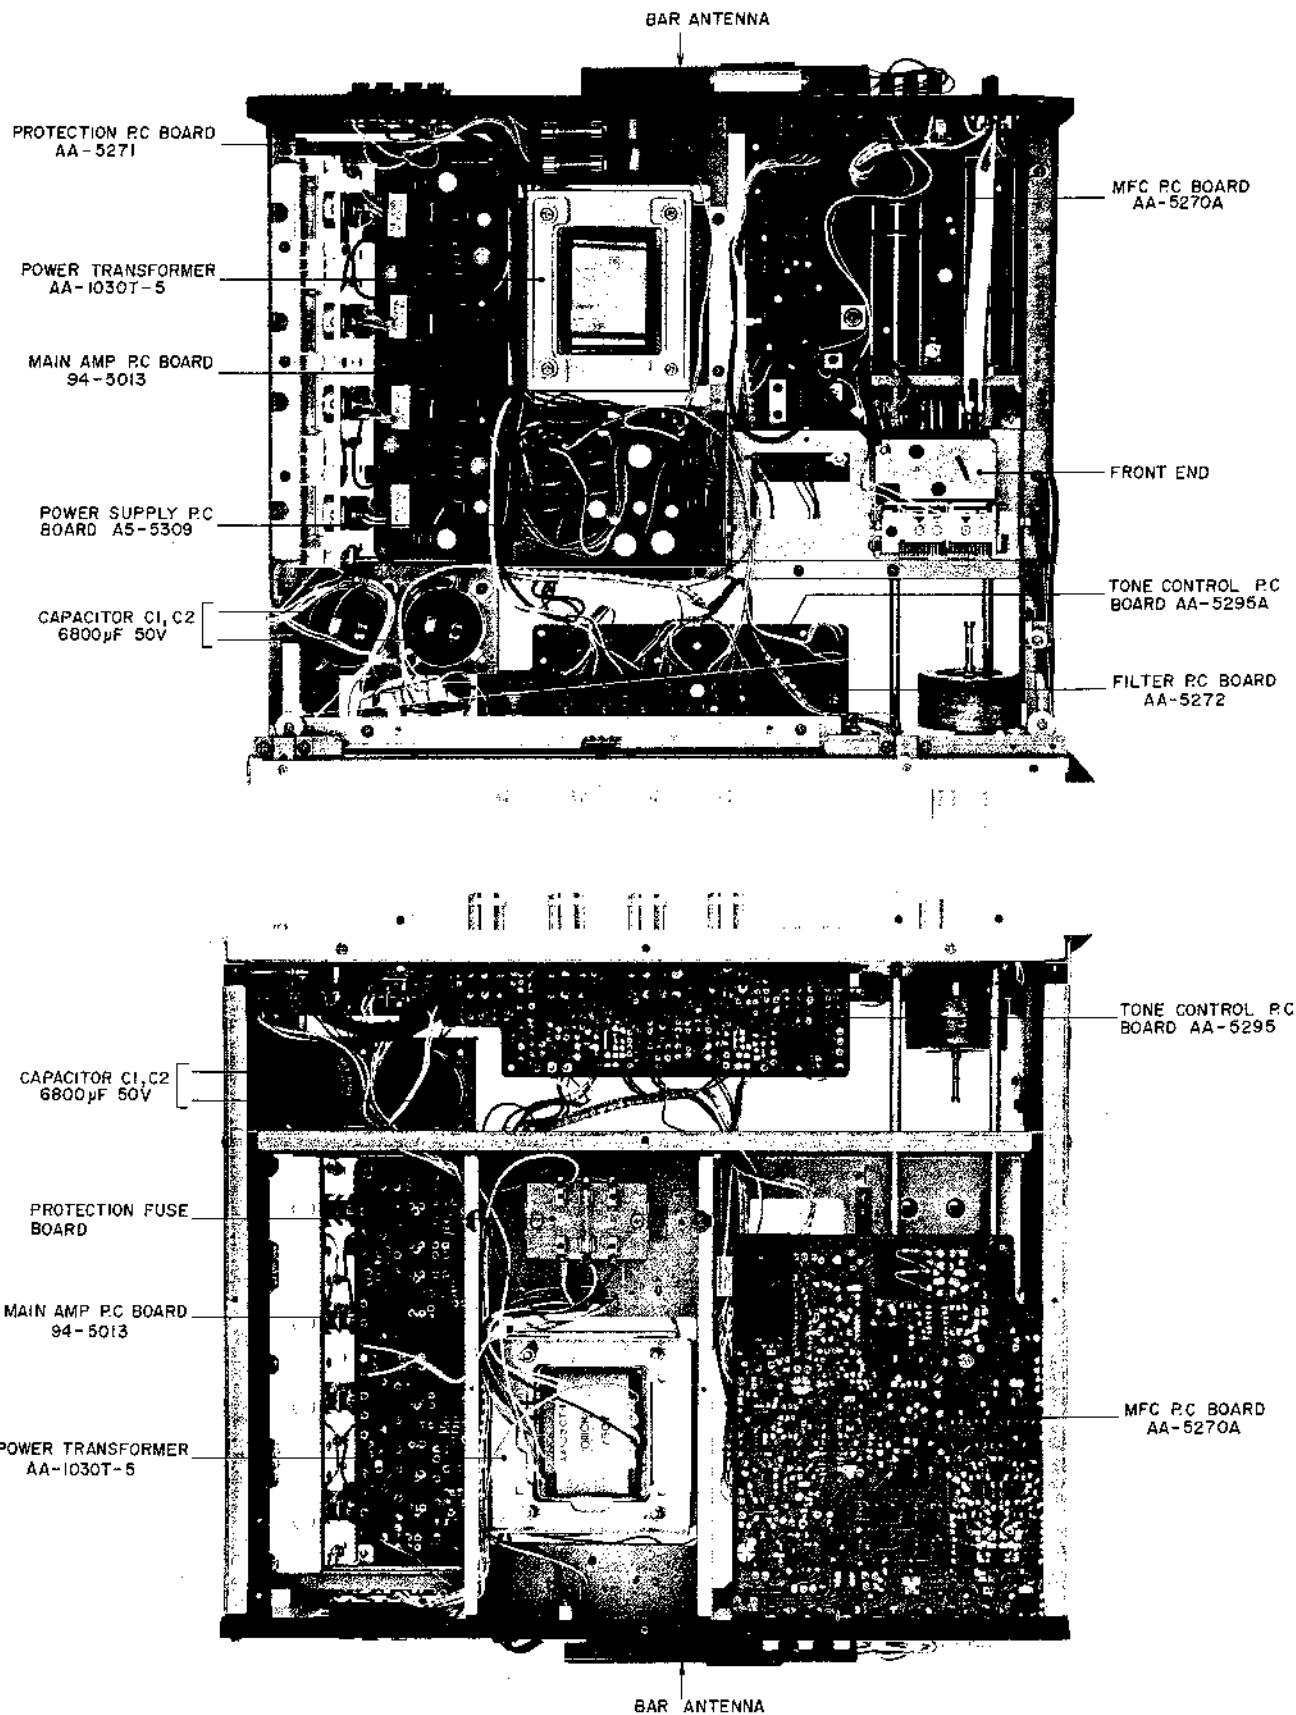 BAR ANTENNA
PROTECTION P.C BOARD
AA-5271
POWER TRANSFORMER
AA-1030T-5
MAIN AMP P.C BOARD
94-5013
POWER SUPPLY P.C
BOARD A5-5309
CAPACITOR C1, C2
6800µF 50V
MFC P.C BOARD
AA-5270A
FRONT END
TONE CONTROL P.C
BOARD AA-5295A
FILTER P.C BOARD
AA-5272
CAPACITOR C1, C2
6800µF 50V
PROTECTION FUSE
BOARD
MAIN AMP P.C BOARD
94-5013
POWER TRANSFORMER
AA-1030T-5
TONE CONTROL P.C
BOARD AA-5295
MFC P.C BOARD
AA-5270A
BAR ANTENNA